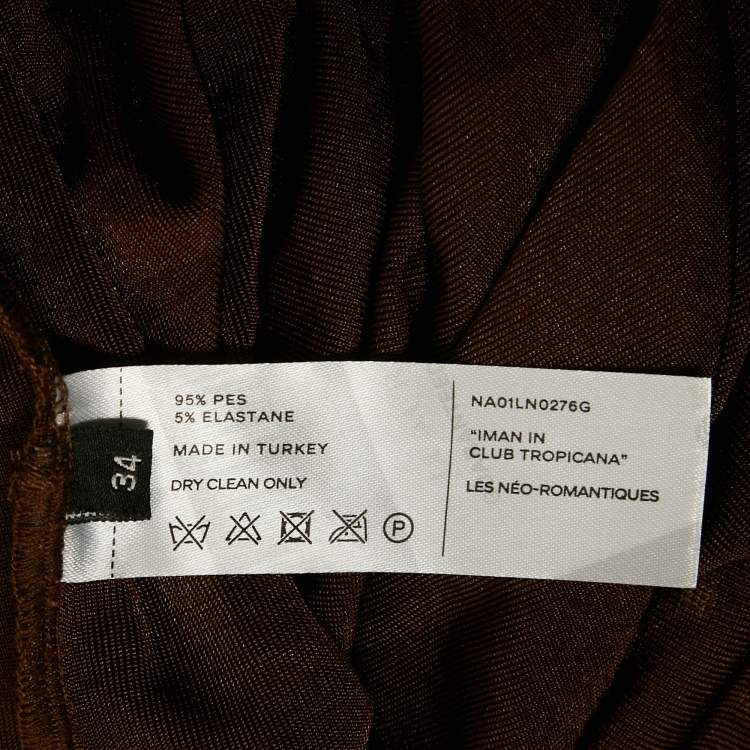 34
95% PES
5% ELASTANE
MADE IN TURKEY
DRY CLEAN ONLY
P
NA01LN0276G
“IMAN IN
CLUB TROPICANA”
LES NÉO-ROMANTIQUES